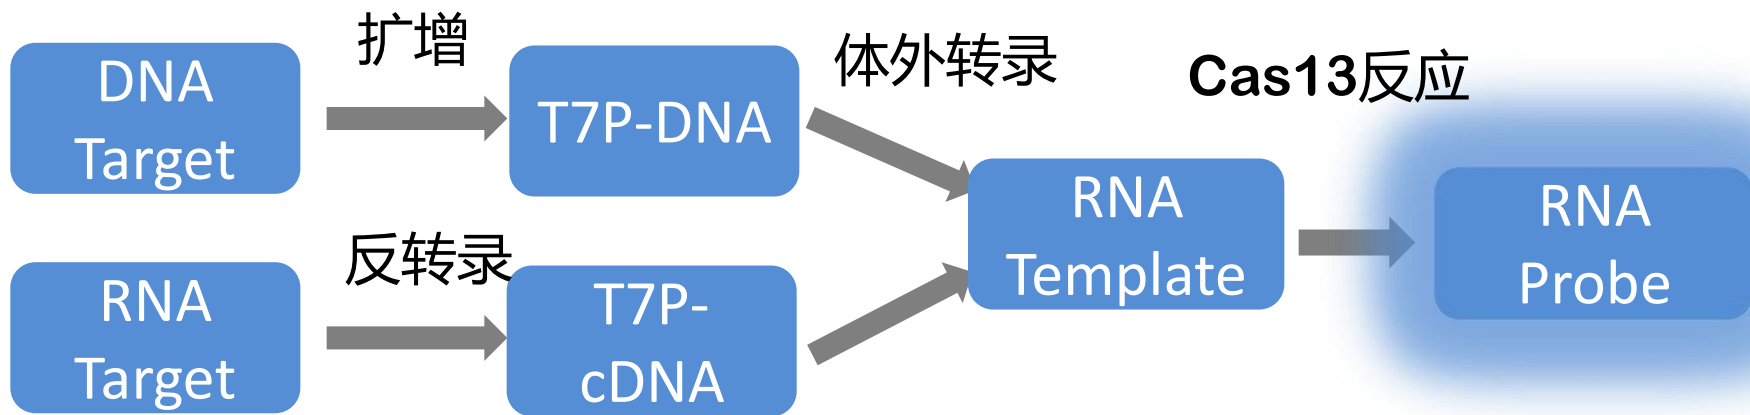 扩增
体外转录
Cas13反应
DNA
Target
T7P-DNA
RNA
Template
RNA
Probe
反转录
RNA
Target
T7P-
cDNA